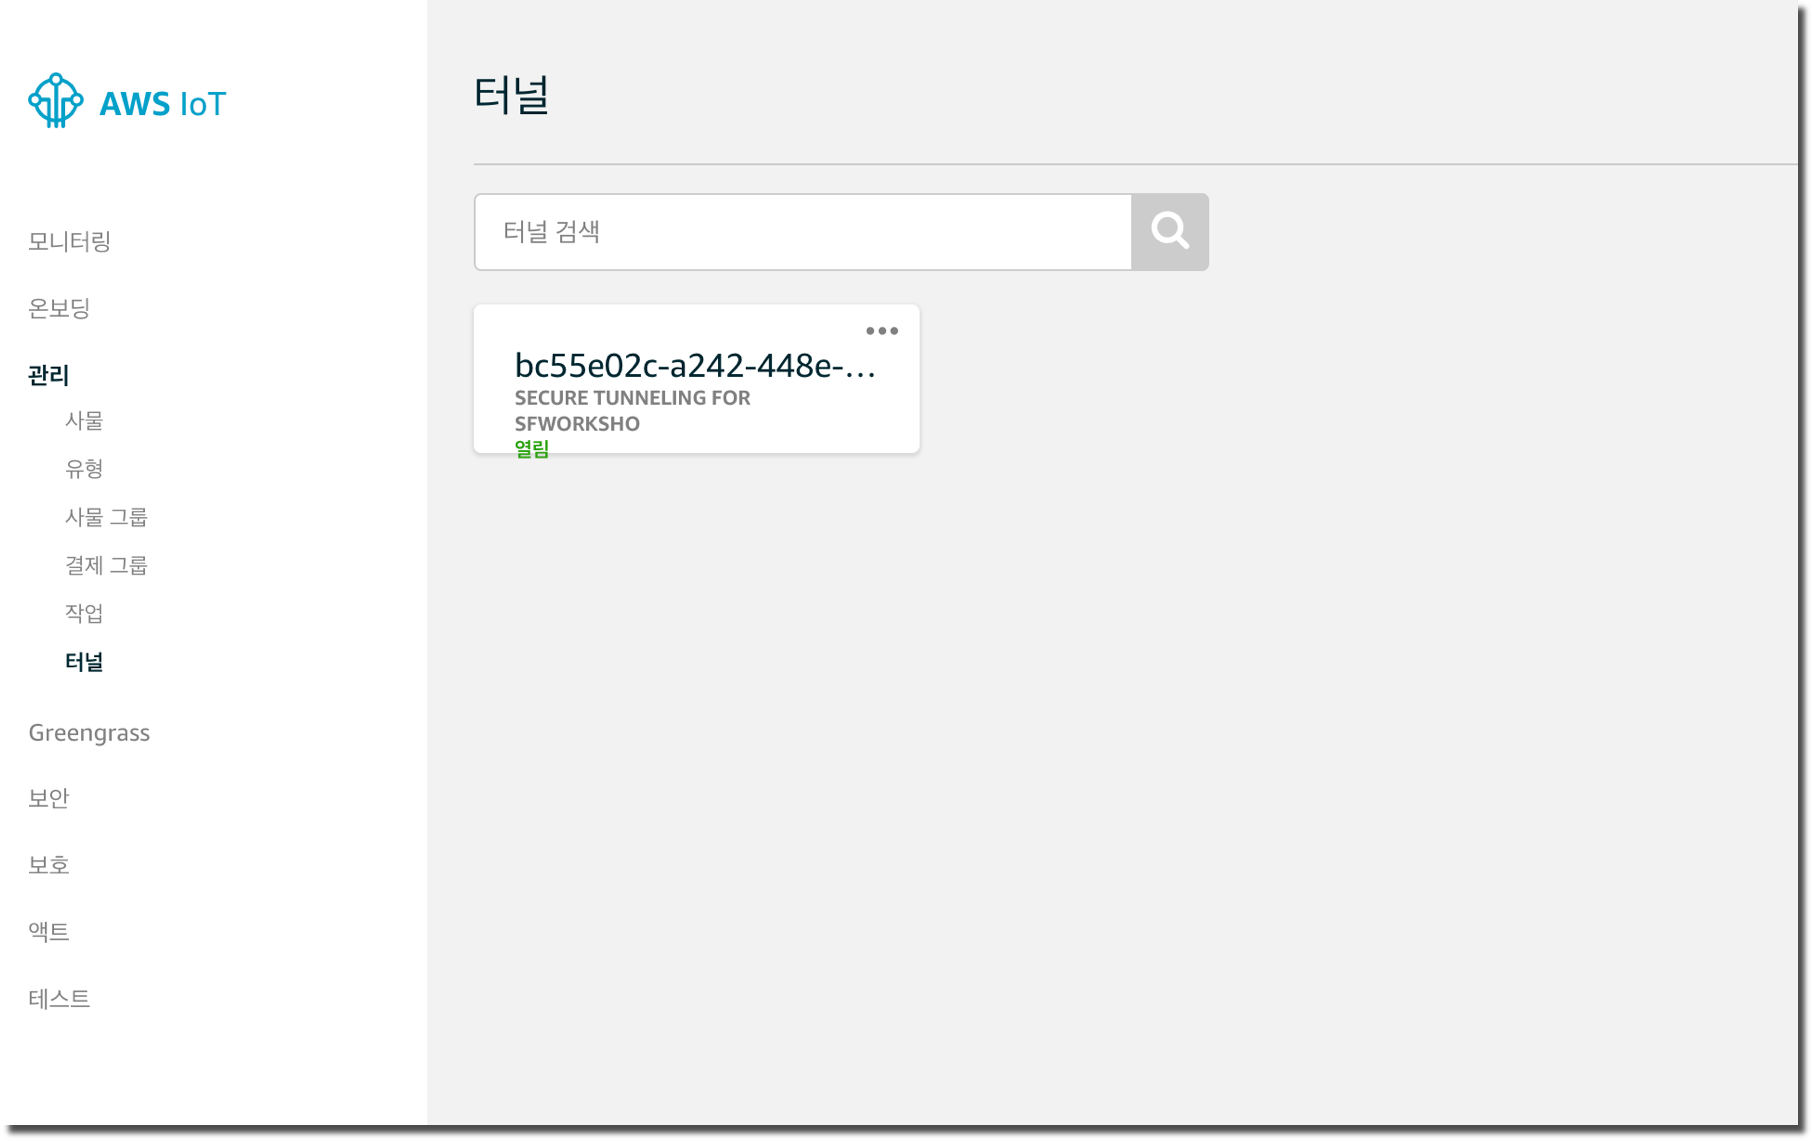 AWS IoT
모니터링
온보딩
관리
사물
유형
사물 그룹
결제 그룹
작업
터널
Greengrass
보안
보호
액트
테스트
터널
터널 검색
bc55e02c-a242-448e-...
SECURE TUNNELING FOR
SFWORKSHO
열림